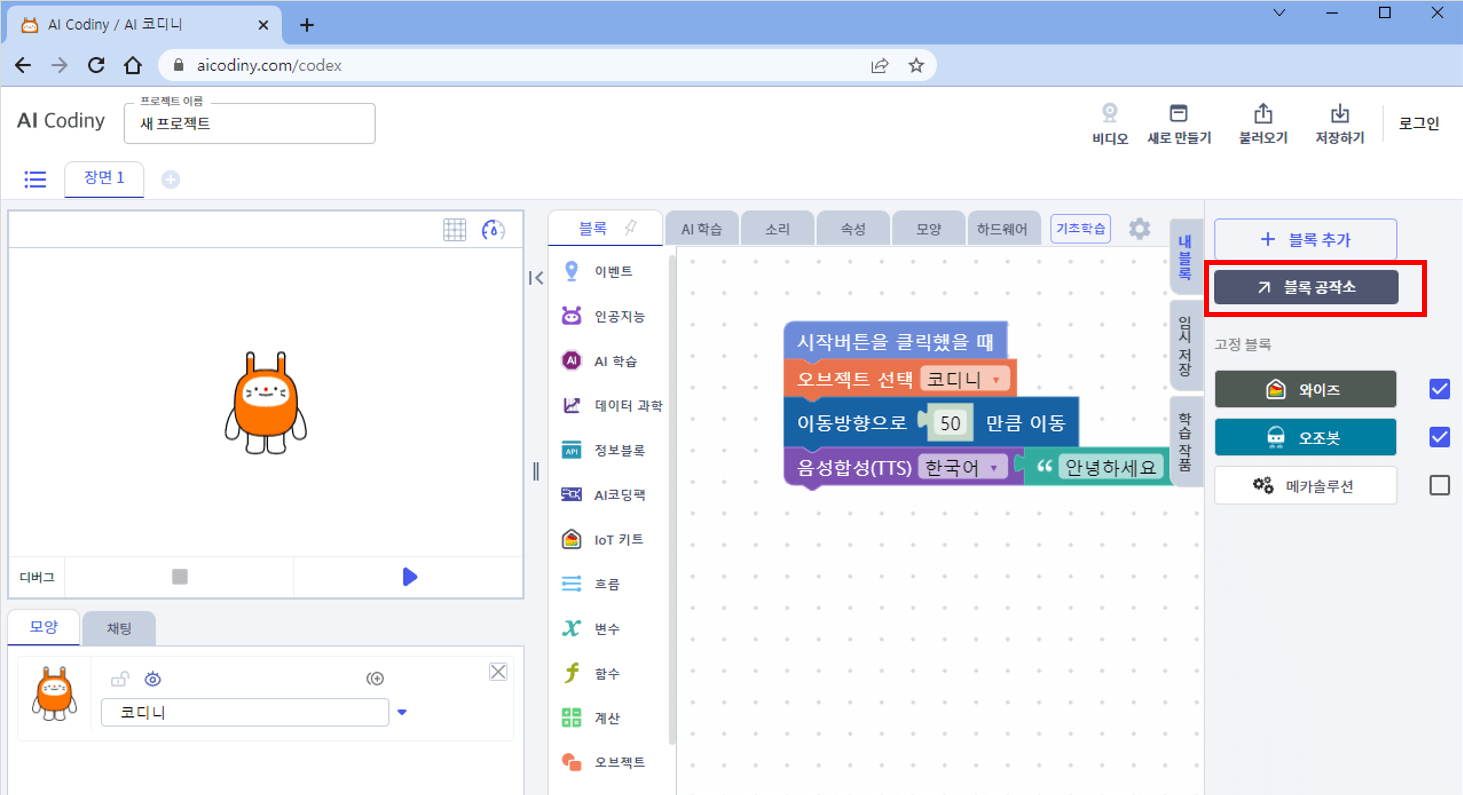 AI Codiny / AI 코디니
aicodiny.com/codex
AI Codiny
프로젝트 이름
새 프로젝트
비디오
새로 만들기
불러오기
저장하기
로그인
장면 1
블록
AI 학습
소리
속성
모양
하드웨어
기초학습
이벤트
인공지능
AI
AI 학습
데이터 과학
API
정보블록
AI코딩팩
IoT 키트
흐름
변수
함수
계산
오브젝트
시작버튼을 클릭했을 때
오브젝트 선택 코디니
이동방향으로 50 만큼 이동
음성합성(TTS) 한국어 “ 안녕하세요
내 블록
임시 저장
학습 작품
+ 블록 추가
블록 공작소
고정 블록
와이즈
오조봇
메카솔루션
디버그
모양
채팅
코디니